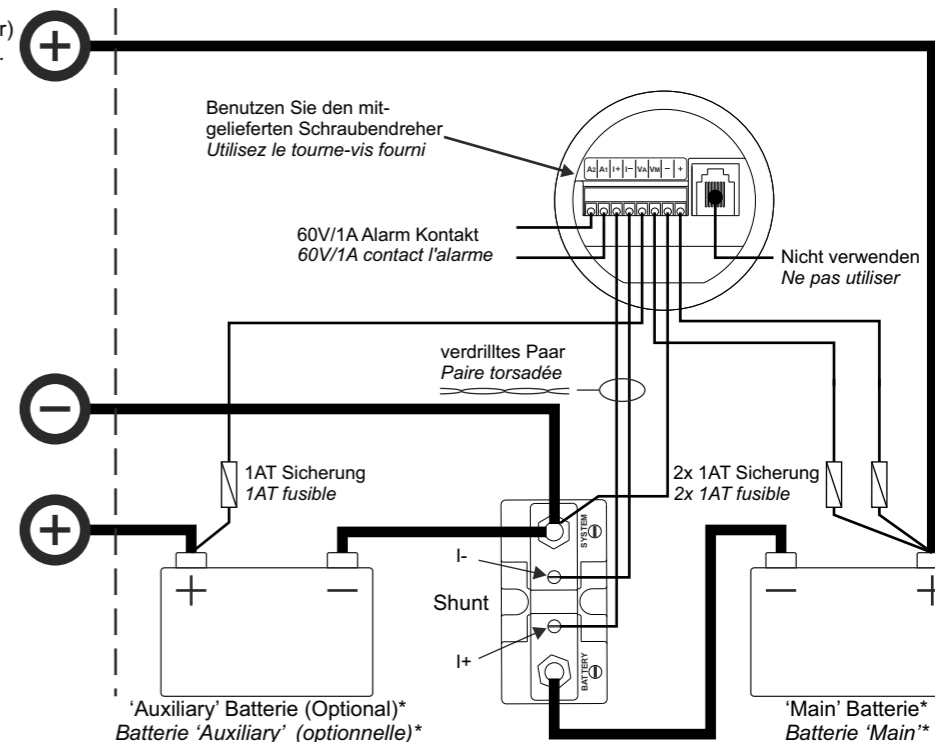 r)
Benutzen Sie den mit-
gelieferten Schraubendreher
Utilisez le tourne-vis fourni
A2 A1 I+ I- VA VM - +
60V/1A Alarm Kontakt
60V/1A contact l'alarme
Nicht verwenden
Ne pas utiliser
verdrilltes Paar
Paire torsadée
1AT Sicherung
1AT fusible
2x 1AT Sicherung
2x 1AT fusible
SYSTEM
I-
Shunt
I+
BATTERY
'Auxiliary' Batterie (Optional)*
Batterie 'Auxiliary' (optionnelle)*
'Main' Batterie*
Batterie 'Main'*